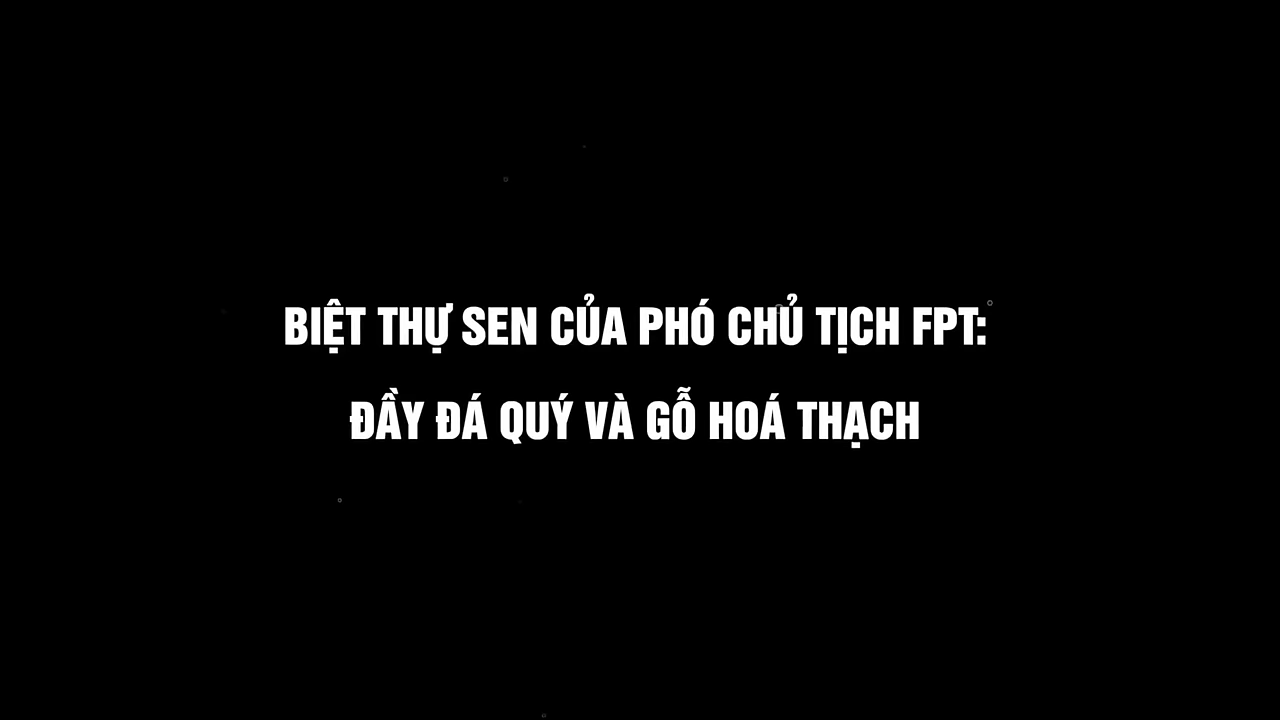 BIỆT THỰ SEN CỦA PHÓ CHỦ TỊCH FPT:
ĐẦY ĐÁ QUÝ VÀ GỖ HOÁ THẠCH